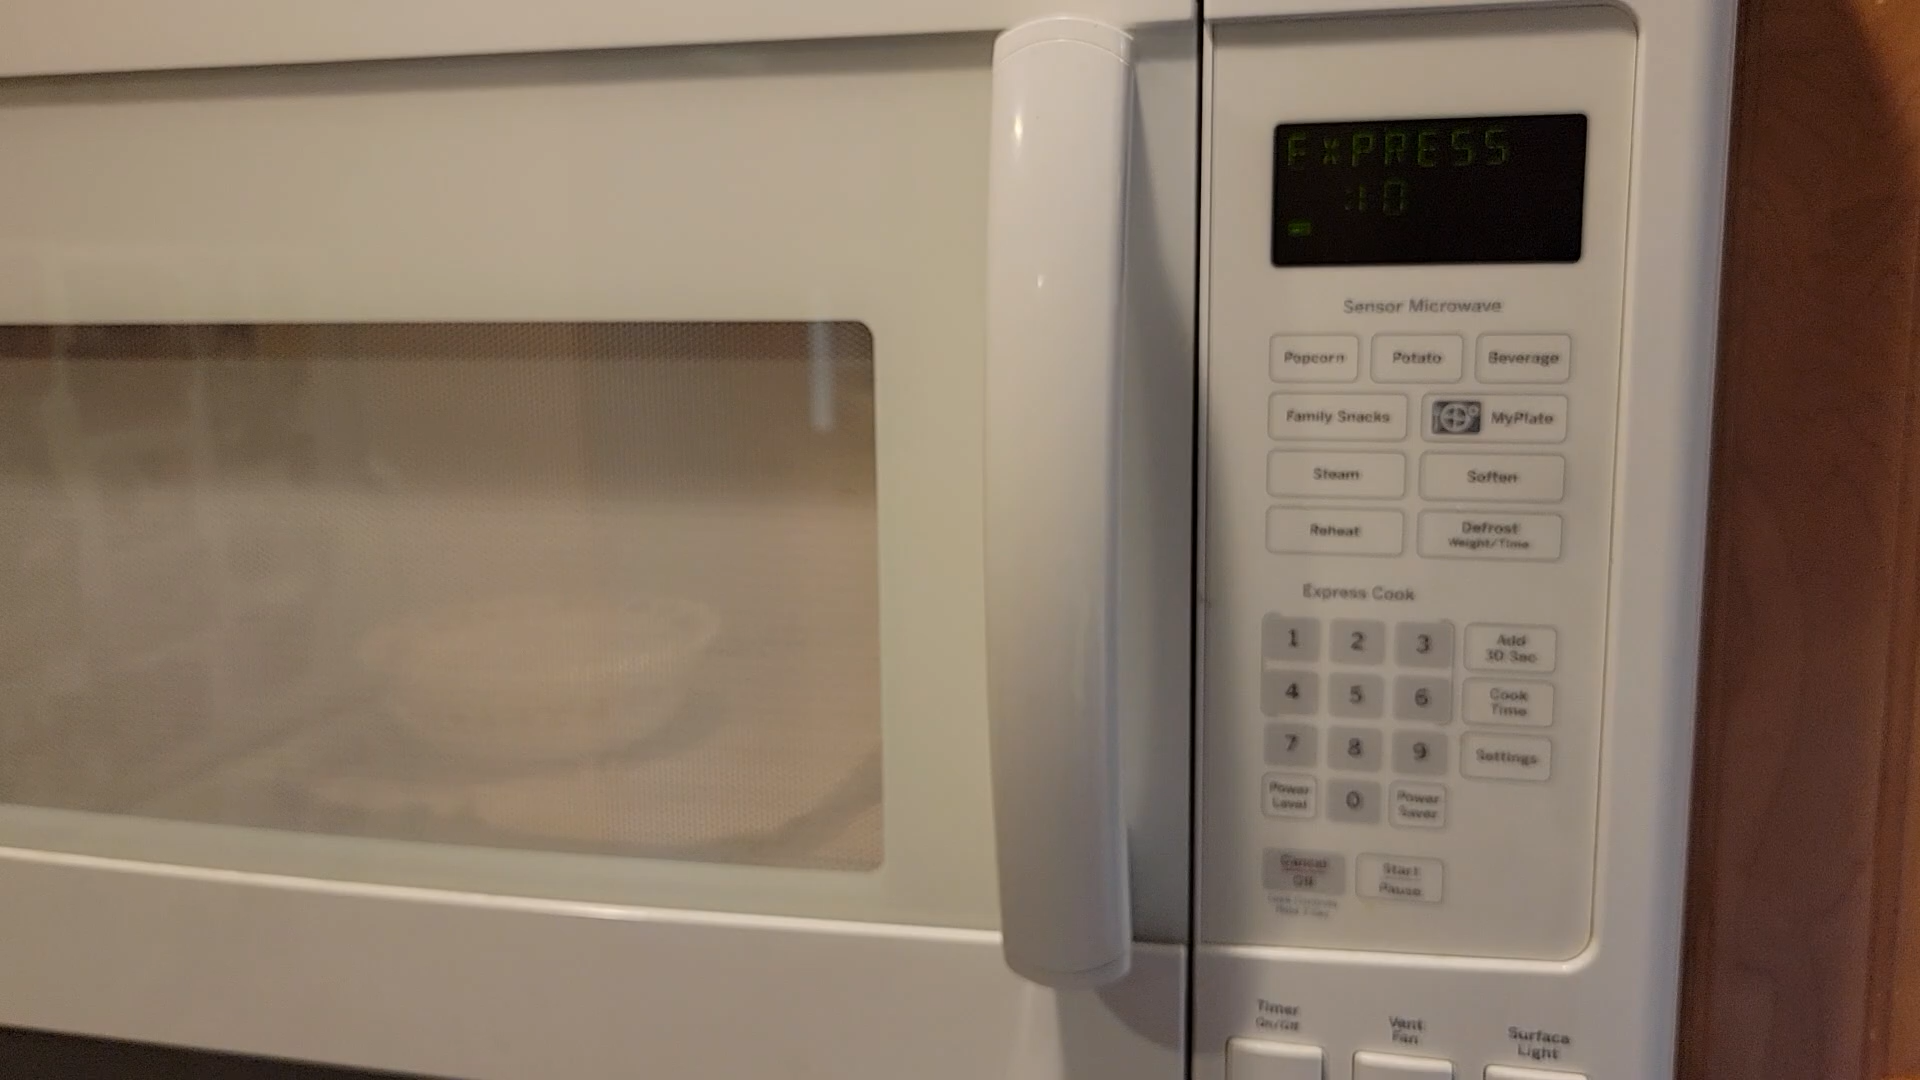 EXPRESS
:10
Sensor Microwave
Popcorn Potato Beverage
Family Snacks MyPlate
Steam Soften
Reheat Defrost
Weight/Time
Express Cook
1 2 3 Add
30 Sec
4 5 6 Cook
Time
7 8 9 Settings
Power
Level 0 Power
Saver
Cancel
Off
Start
Pause
Timer
On/Off
Vent
Fan
Surface
Light